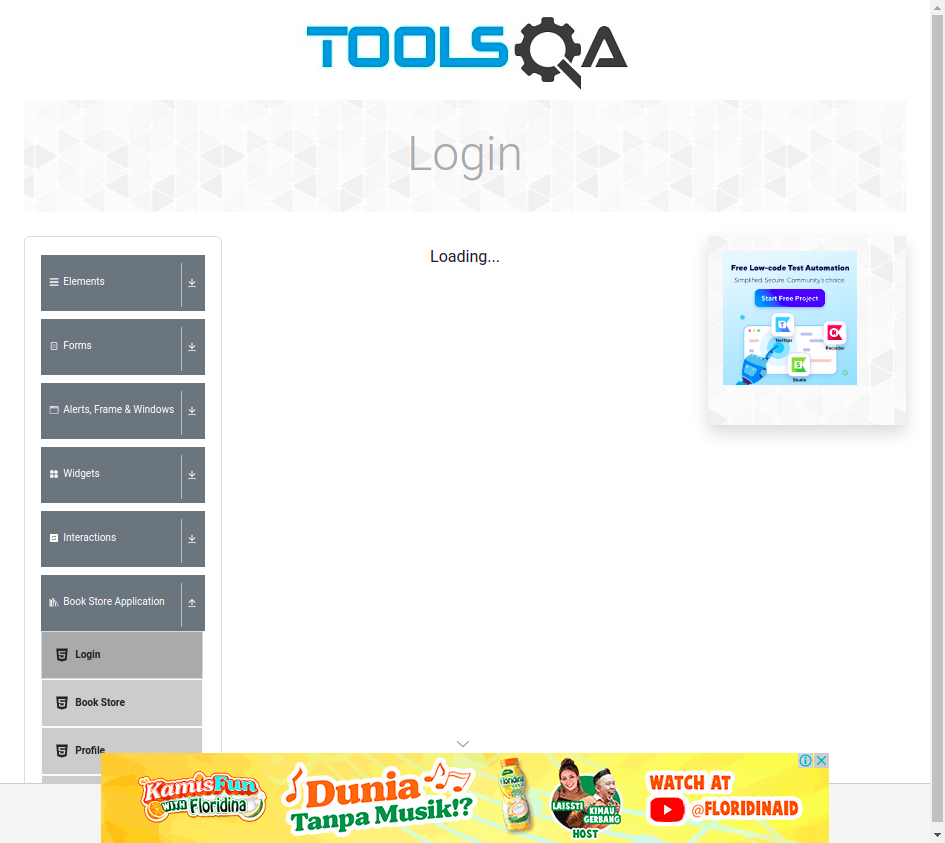 TOOLSQA
Login
Elements
Forms
Alerts, Frame & Windows
Widgets
Interactions
Book Store Application
Login
Book Store
Profile
Loading...
Free Low-code Test Automation
Simplified. Secure. Community's choice.
Start Free Project
TestOps
Recorder
Studio
KamisFun
WITH Floridina
Dunia
Tanpa Musik!?
Floridina
LAISSTI
KIMAU
GERBANG
HOST
WATCH AT
@FLORIDINAID